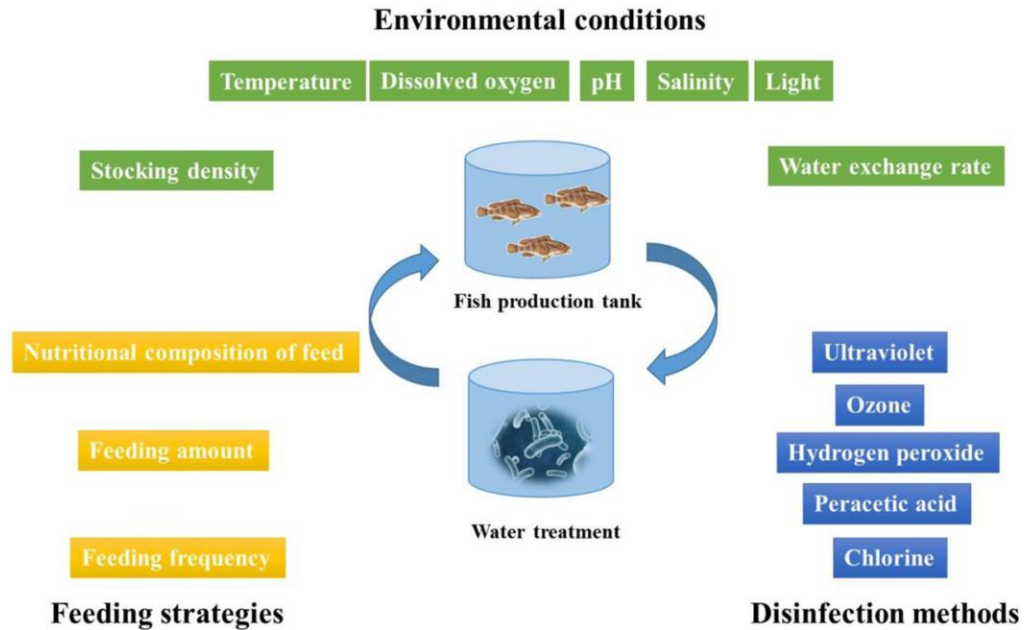 Environmental conditions
Temperature
Dissolved oxygen
pH
Salinity
Light
Stocking density
Water exchange rate
Fish production tank
Nutritional composition of feed
Feeding amount
Feeding frequency
Feeding strategies
Water treatment
Ultraviolet
Ozone
Hydrogen peroxide
Peracetic acid
Chlorine
Disinfection methods